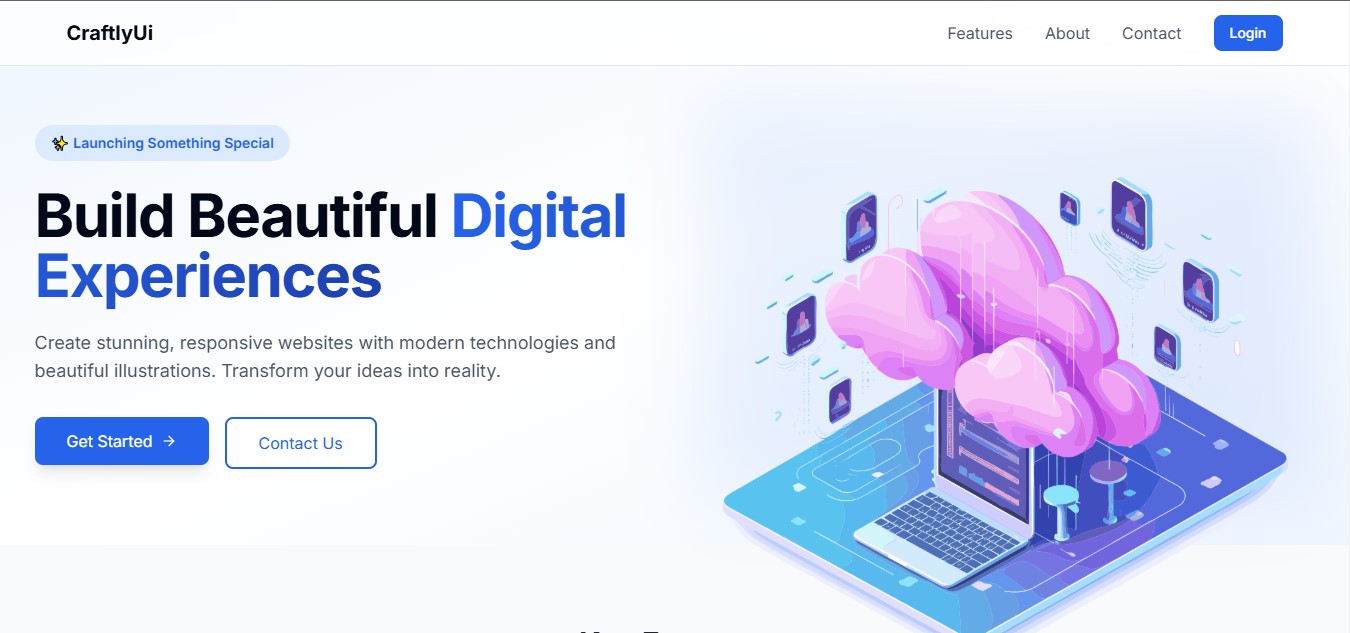 CraftlyUi
Features
About
Contact
Login
✨ Launching Something Special
Build Beautiful Digital
Experiences
Create stunning, responsive websites with modern technologies and
beautiful illustrations. Transform your ideas into reality.
Get Started →
Contact Us